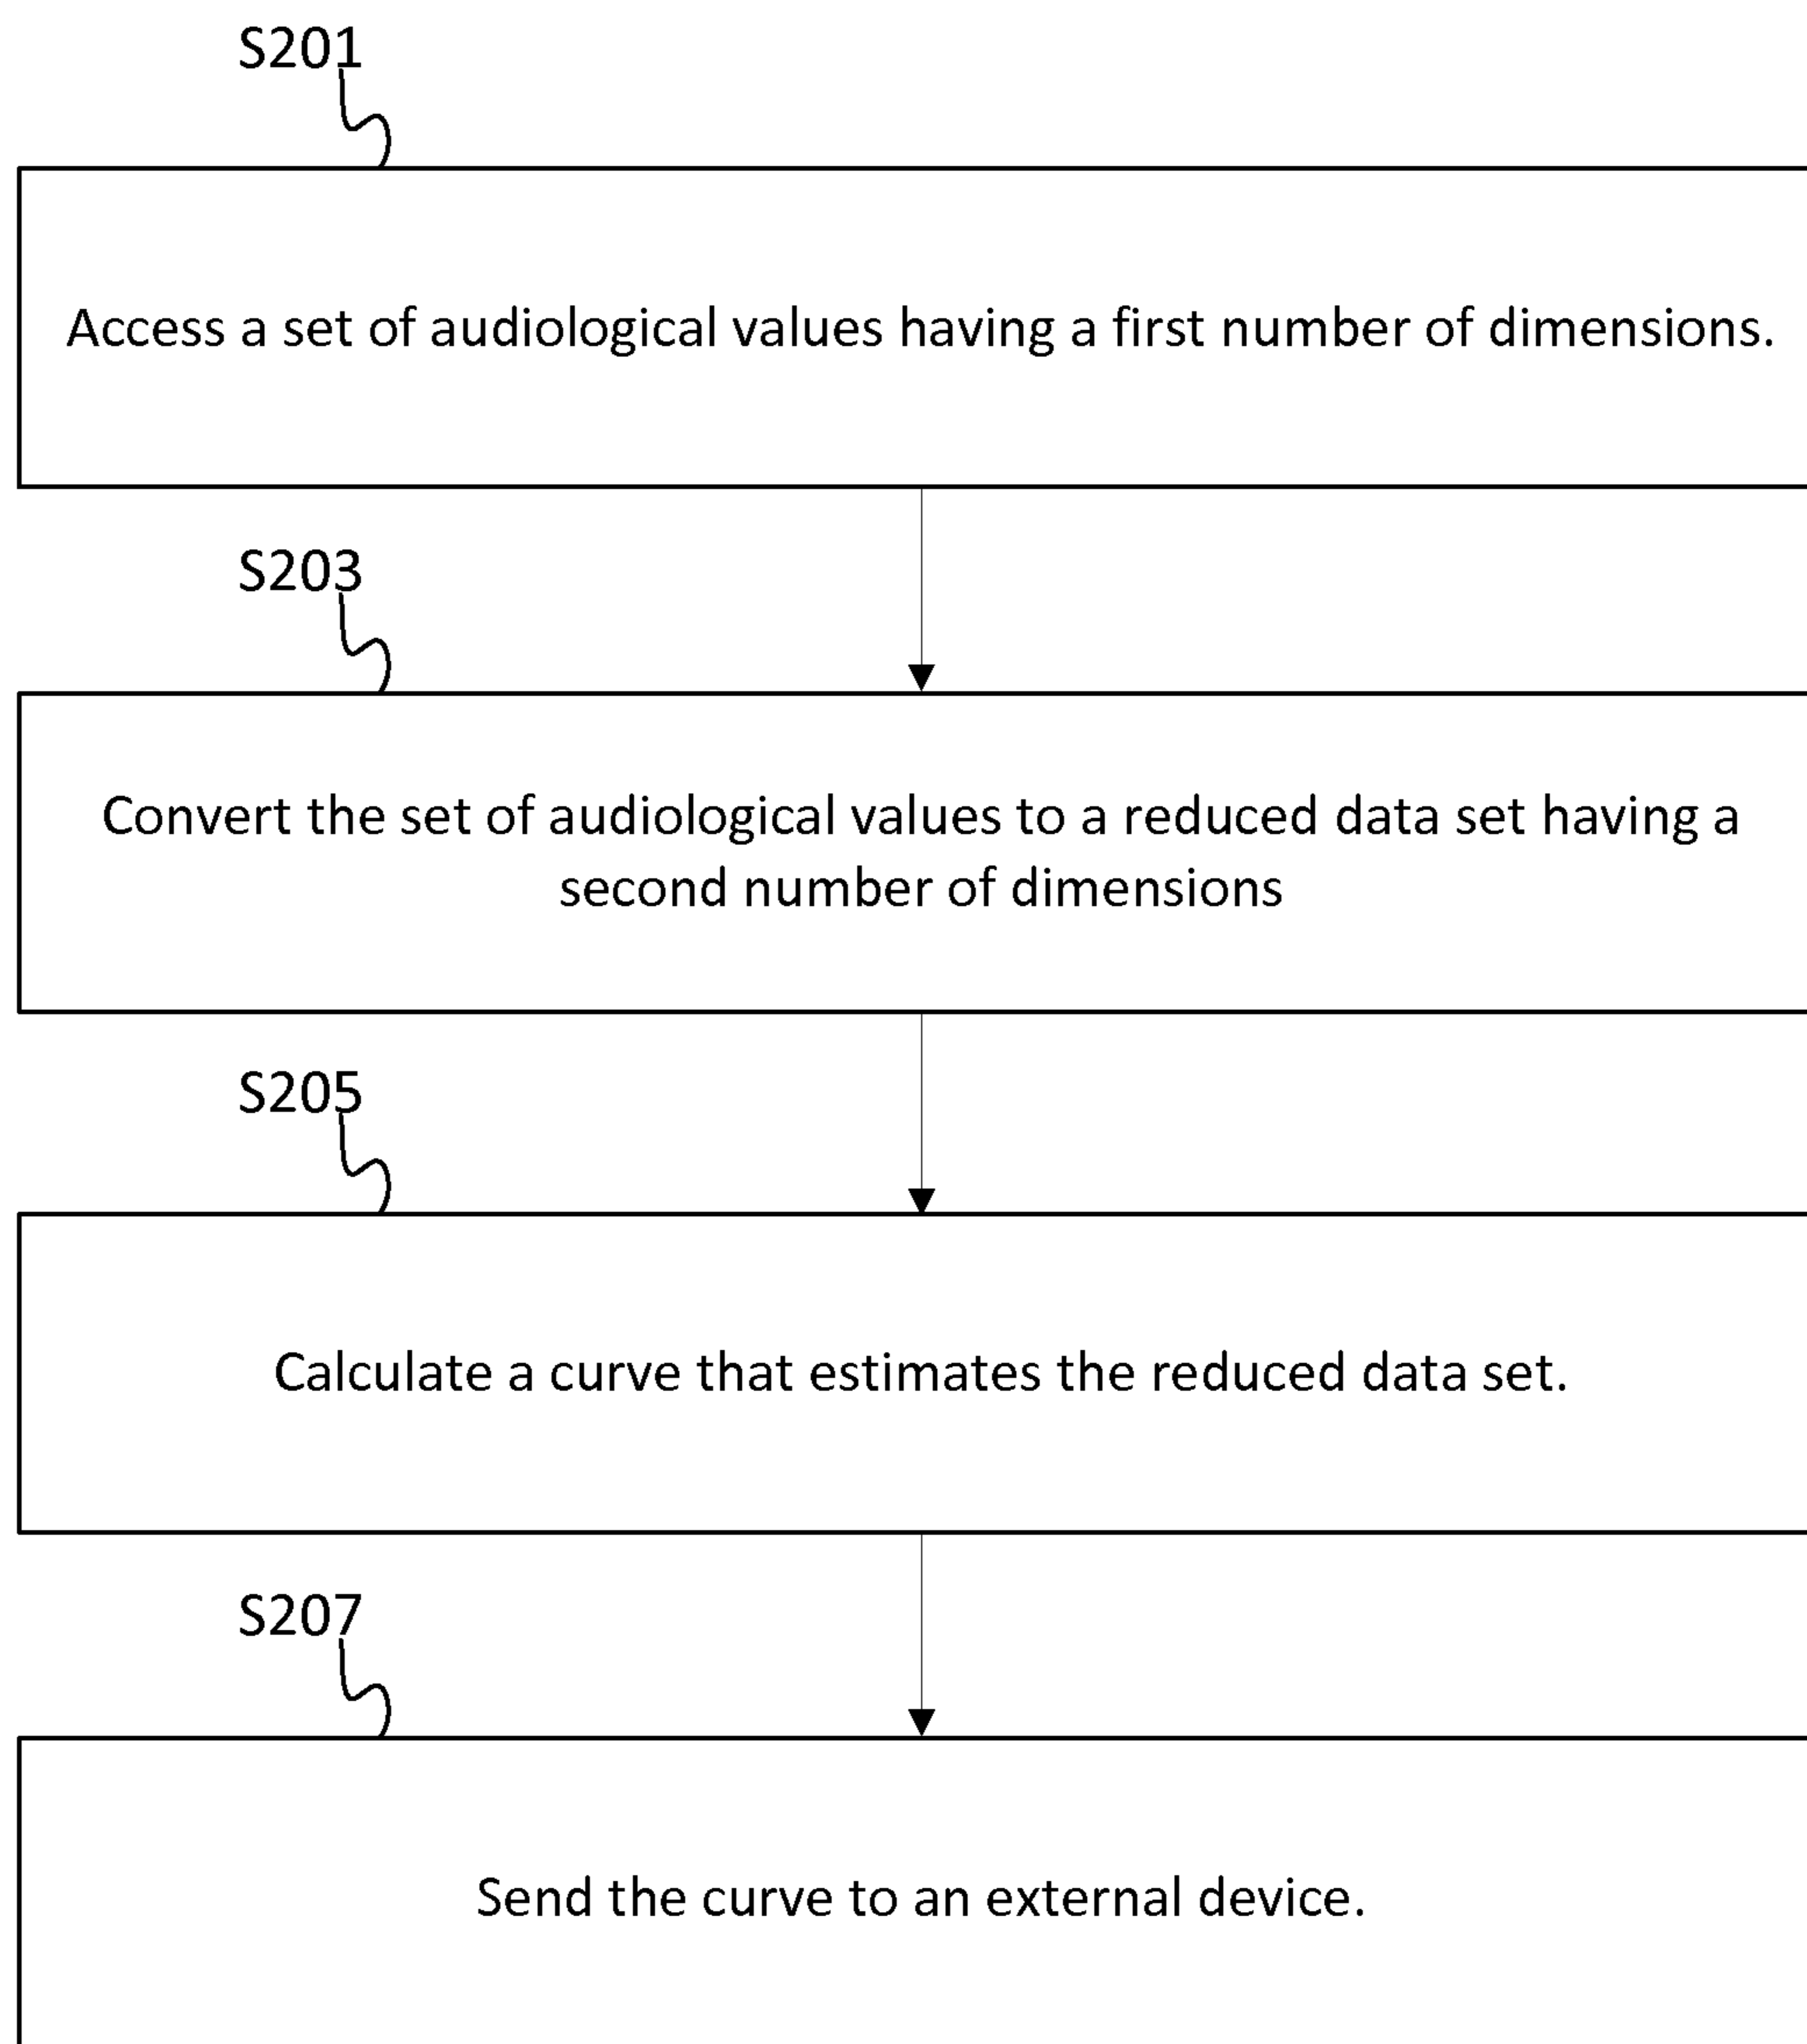 S201
Access a set of audiological values having a first number of dimensions.
S203
Convert the set of audiological values to a reduced data set having a
second number of dimensions
S205
Calculate a curve that estimates the reduced data set.
S207
Send the curve to an external device.